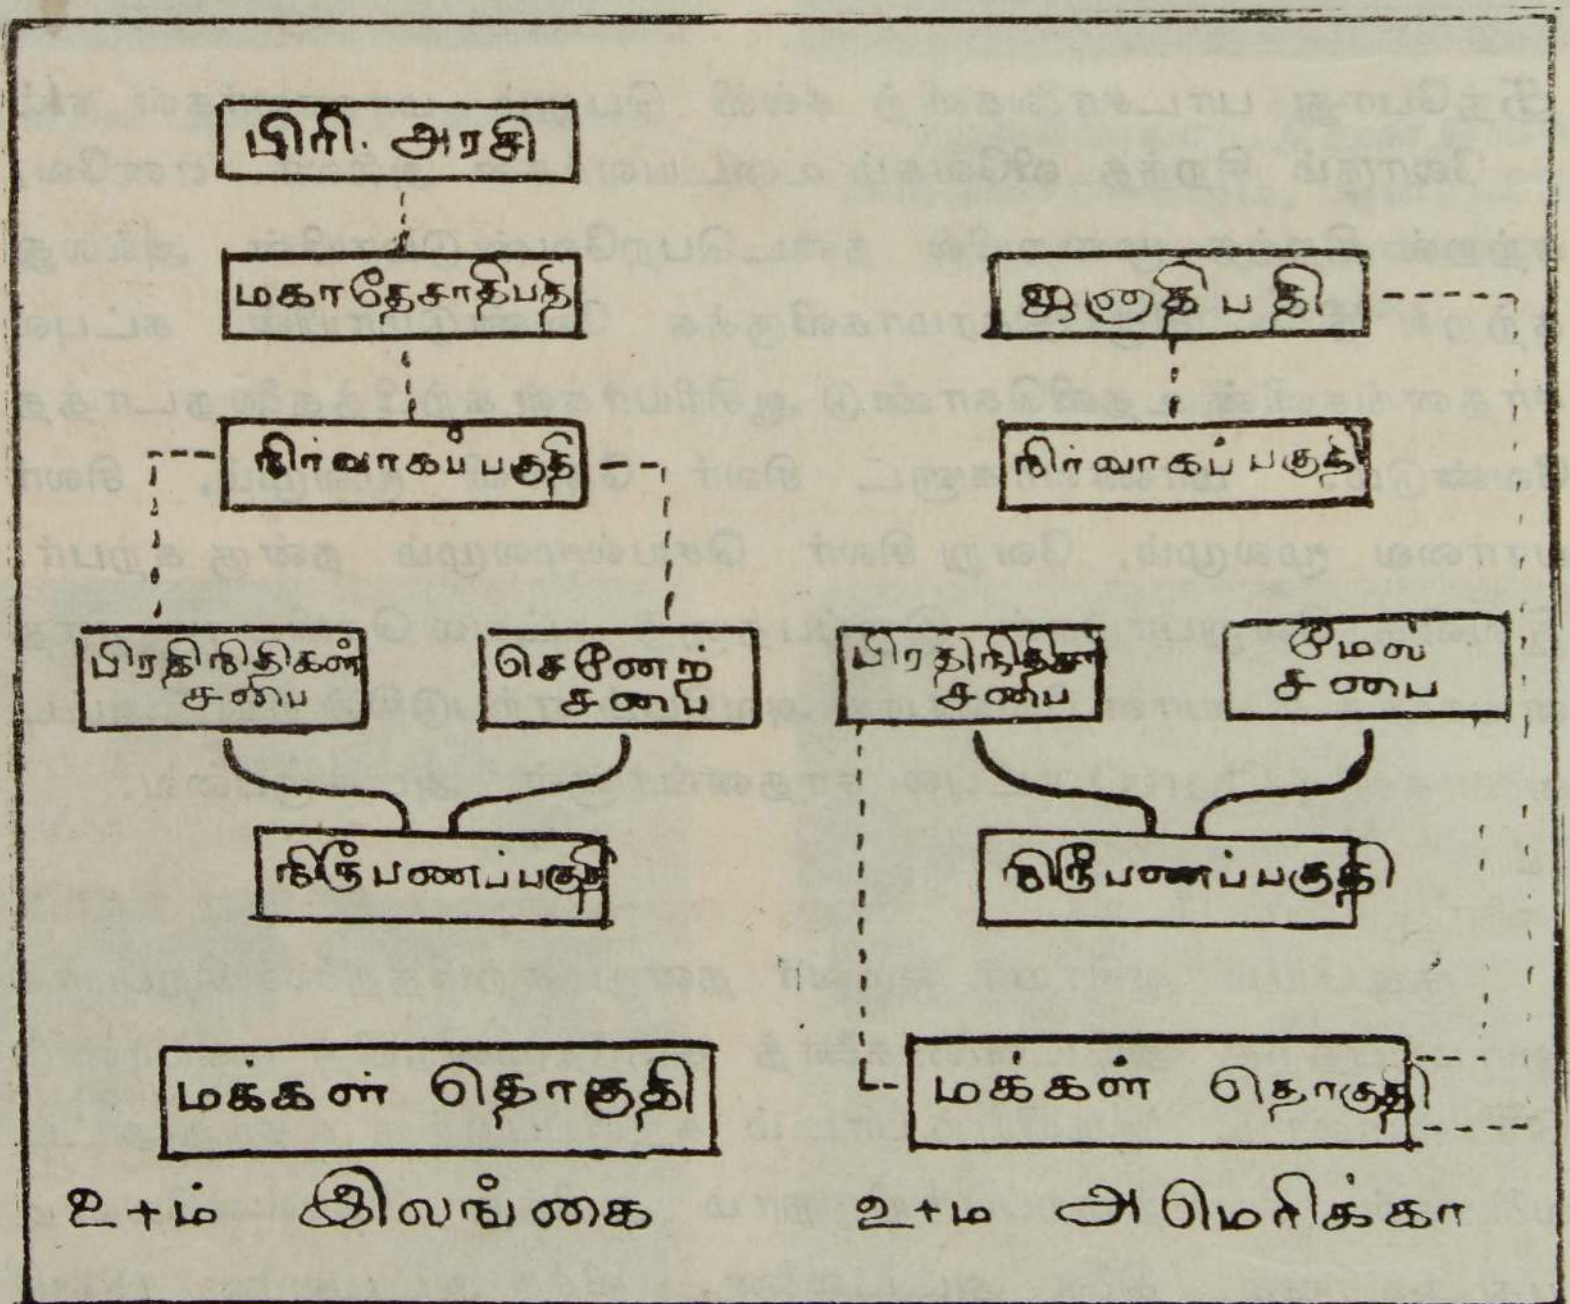 பிரி. அரசி
மகாதேசாதிபதி
நிர்வாகப்பகுதி
பிரதிநிதிகள்
சபை
செனேற்
சபை
நிரூபணப்பகுதி
மக்கள் தொகுதி
உ+ம் இலங்கை
ஜனாதிபதி
நிர்வாகப்பகுதி
பிரதிநிதிகள்
சபை
மேல்
சபை
நிரூபணப்பகுதி
மக்கள் தொகுதி
உ+ம் அமெரிக்கா